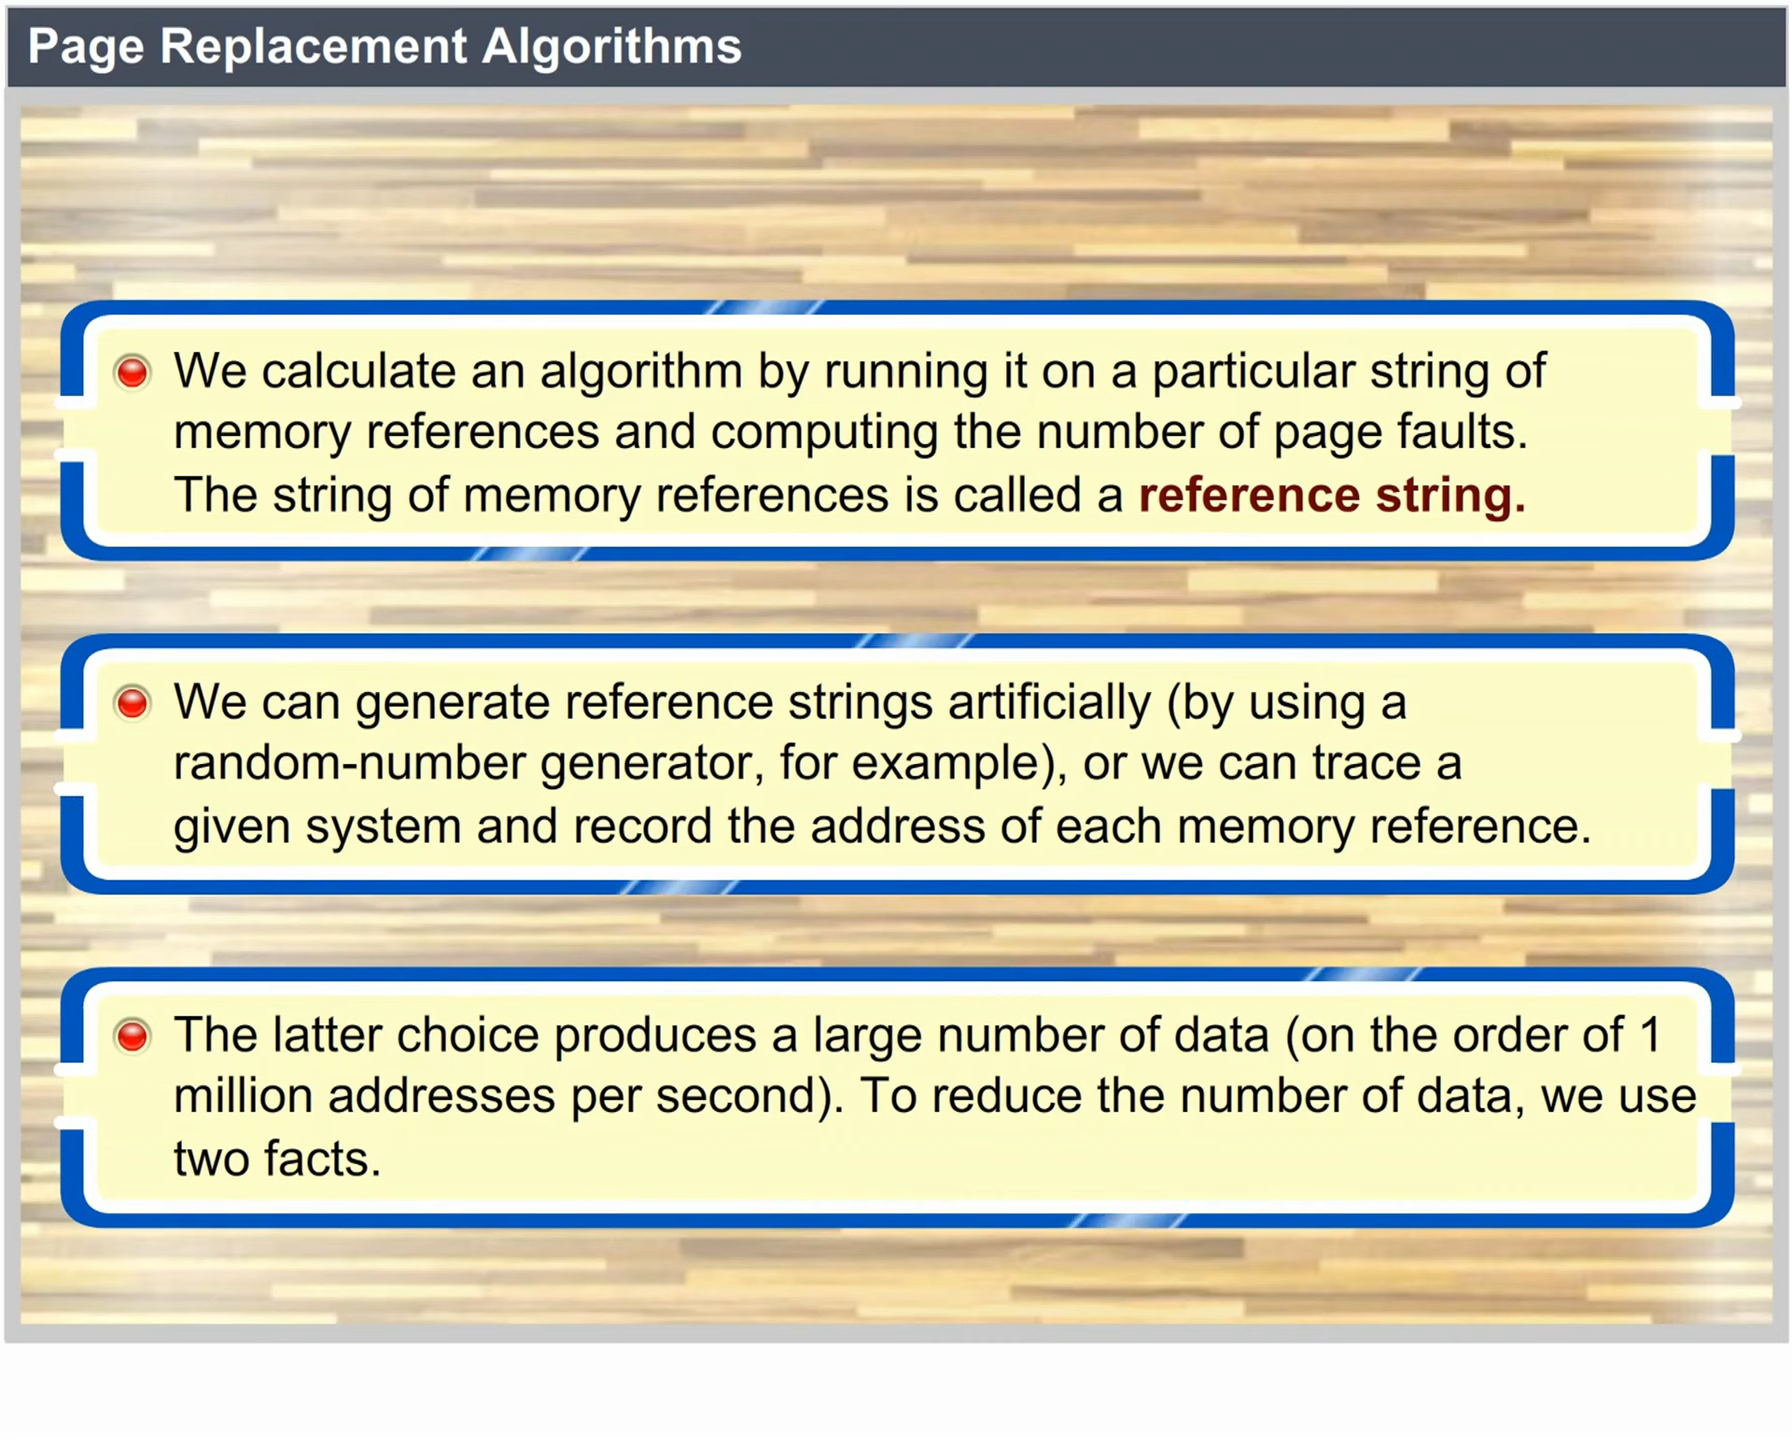 Page Replacement Algorithms
We calculate an algorithm by running it on a particular string of
memory references and computing the number of page faults.
The string of memory references is called a reference string.
We can generate reference strings artificially (by using a
random-number generator, for example), or we can trace a
given system and record the address of each memory reference.
The latter choice produces a large number of data (on the order of 1
million addresses per second). To reduce the number of data, we use
two facts.